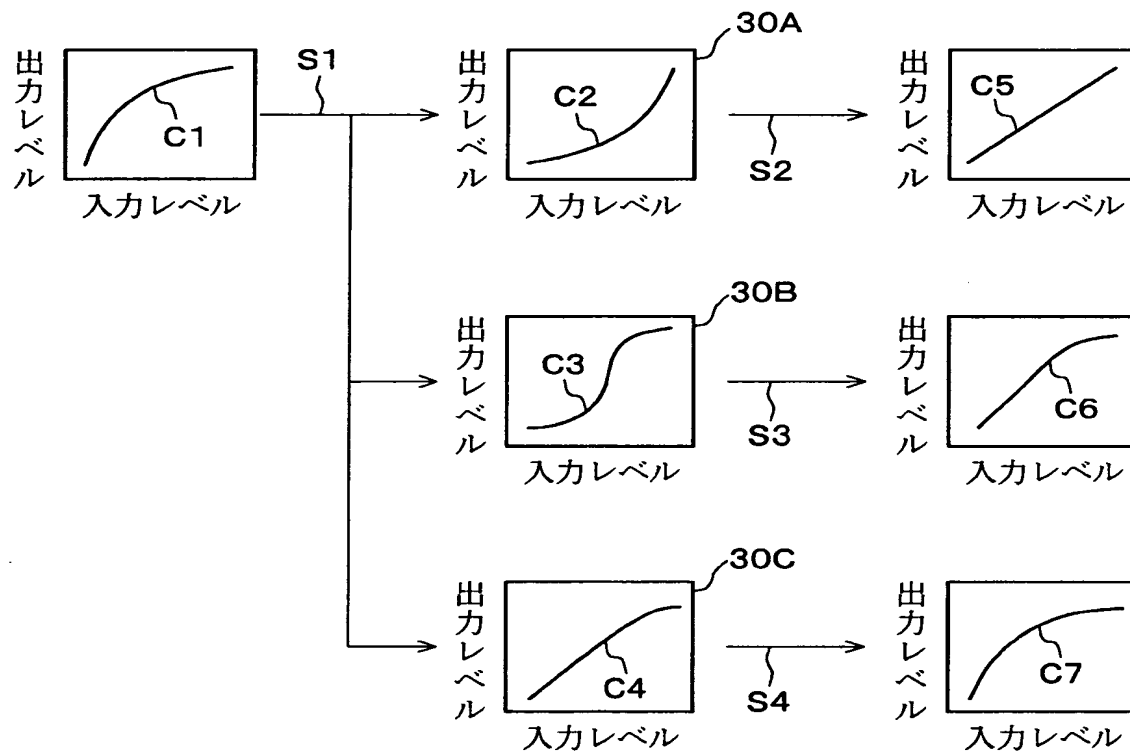 出力レベル
C1
入力レベル
S1
30A
出力レベル
C2
入力レベル
S2
出力レベル
C5
入力レベル
30B
出力レベル
C3
入力レベル
S3
出力レベル
C6
入力レベル
30C
出力レベル
C4
入力レベル
S4
出力レベル
C7
入力レベル